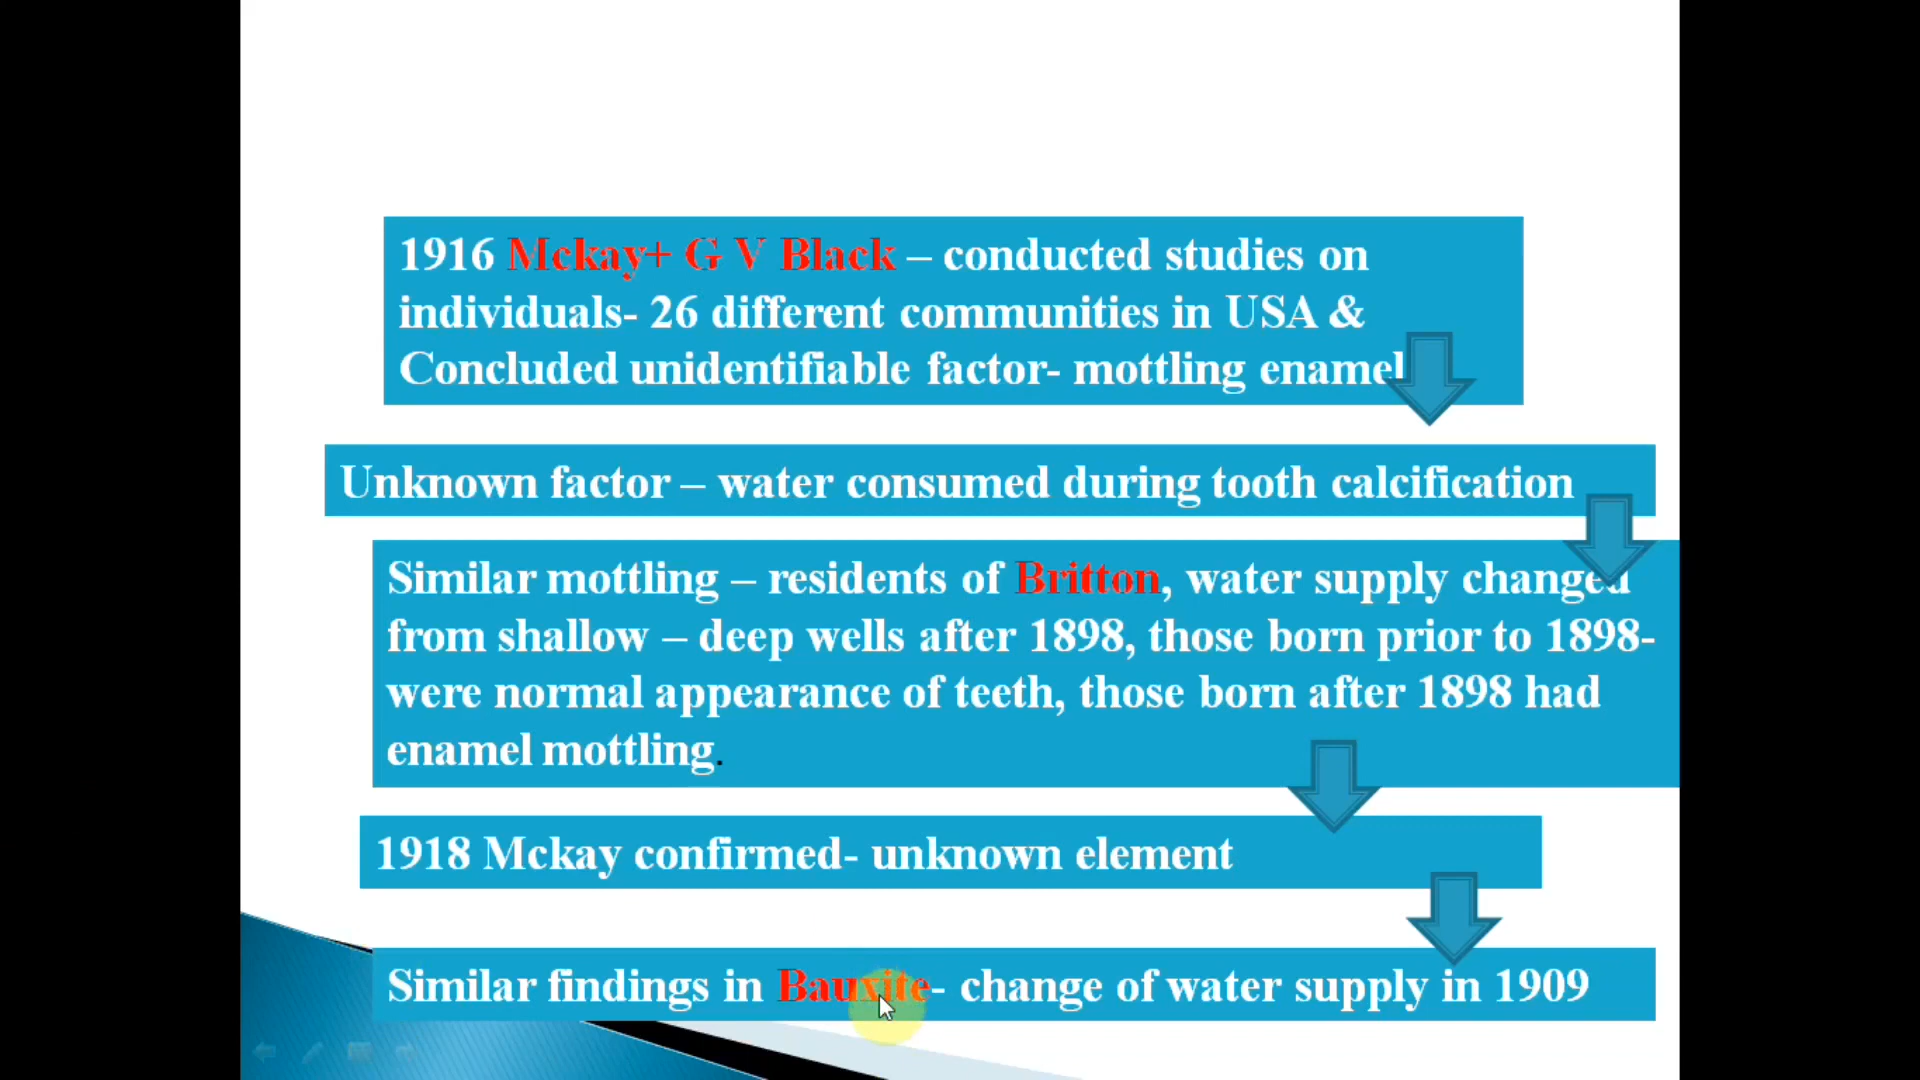 1916 Mckay+ G V Black – conducted studies on
individuals- 26 different communities in USA &
Concluded unidentifiable factor- mottling enamel
Unknown factor – water consumed during tooth calcification
Similar mottling – residents of Britton, water supply changed
from shallow – deep wells after 1898, those born prior to 1898-
were normal appearance of teeth, those born after 1898 had
enamel mottling.
1918 Mckay confirmed- unknown element
Similar findings in Bauxite- change of water supply in 1909